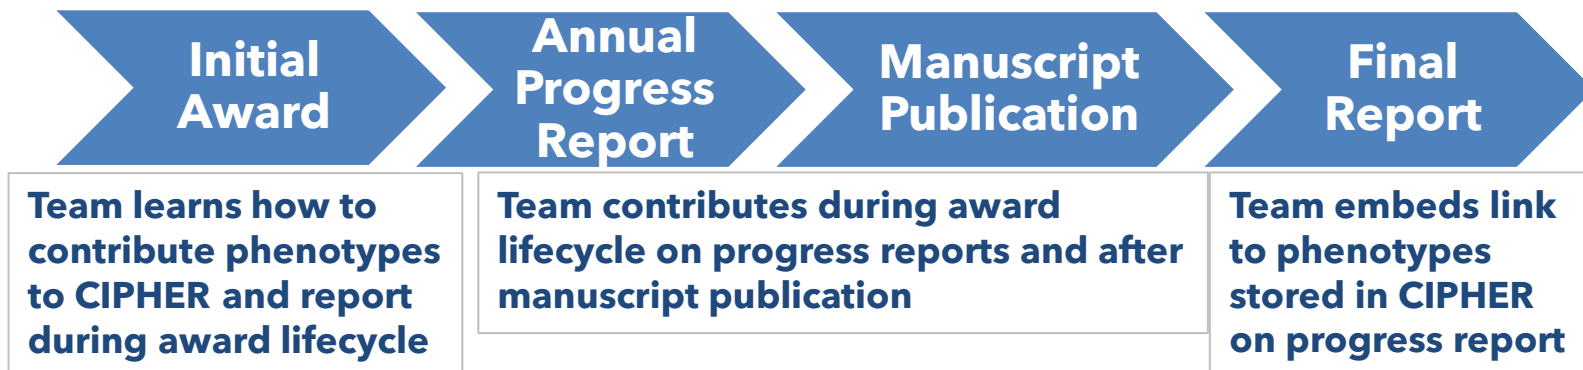 Initial
Award
Annual
Progress
Report
Manuscript
Publication
Final
Report
Team learns how to
contribute phenotypes
to CIPHER and report
during award lifecycle
Team contributes during award
lifecycle on progress reports and after
manuscript publication
Team embeds link
to phenotypes
stored in CIPHER
on progress report